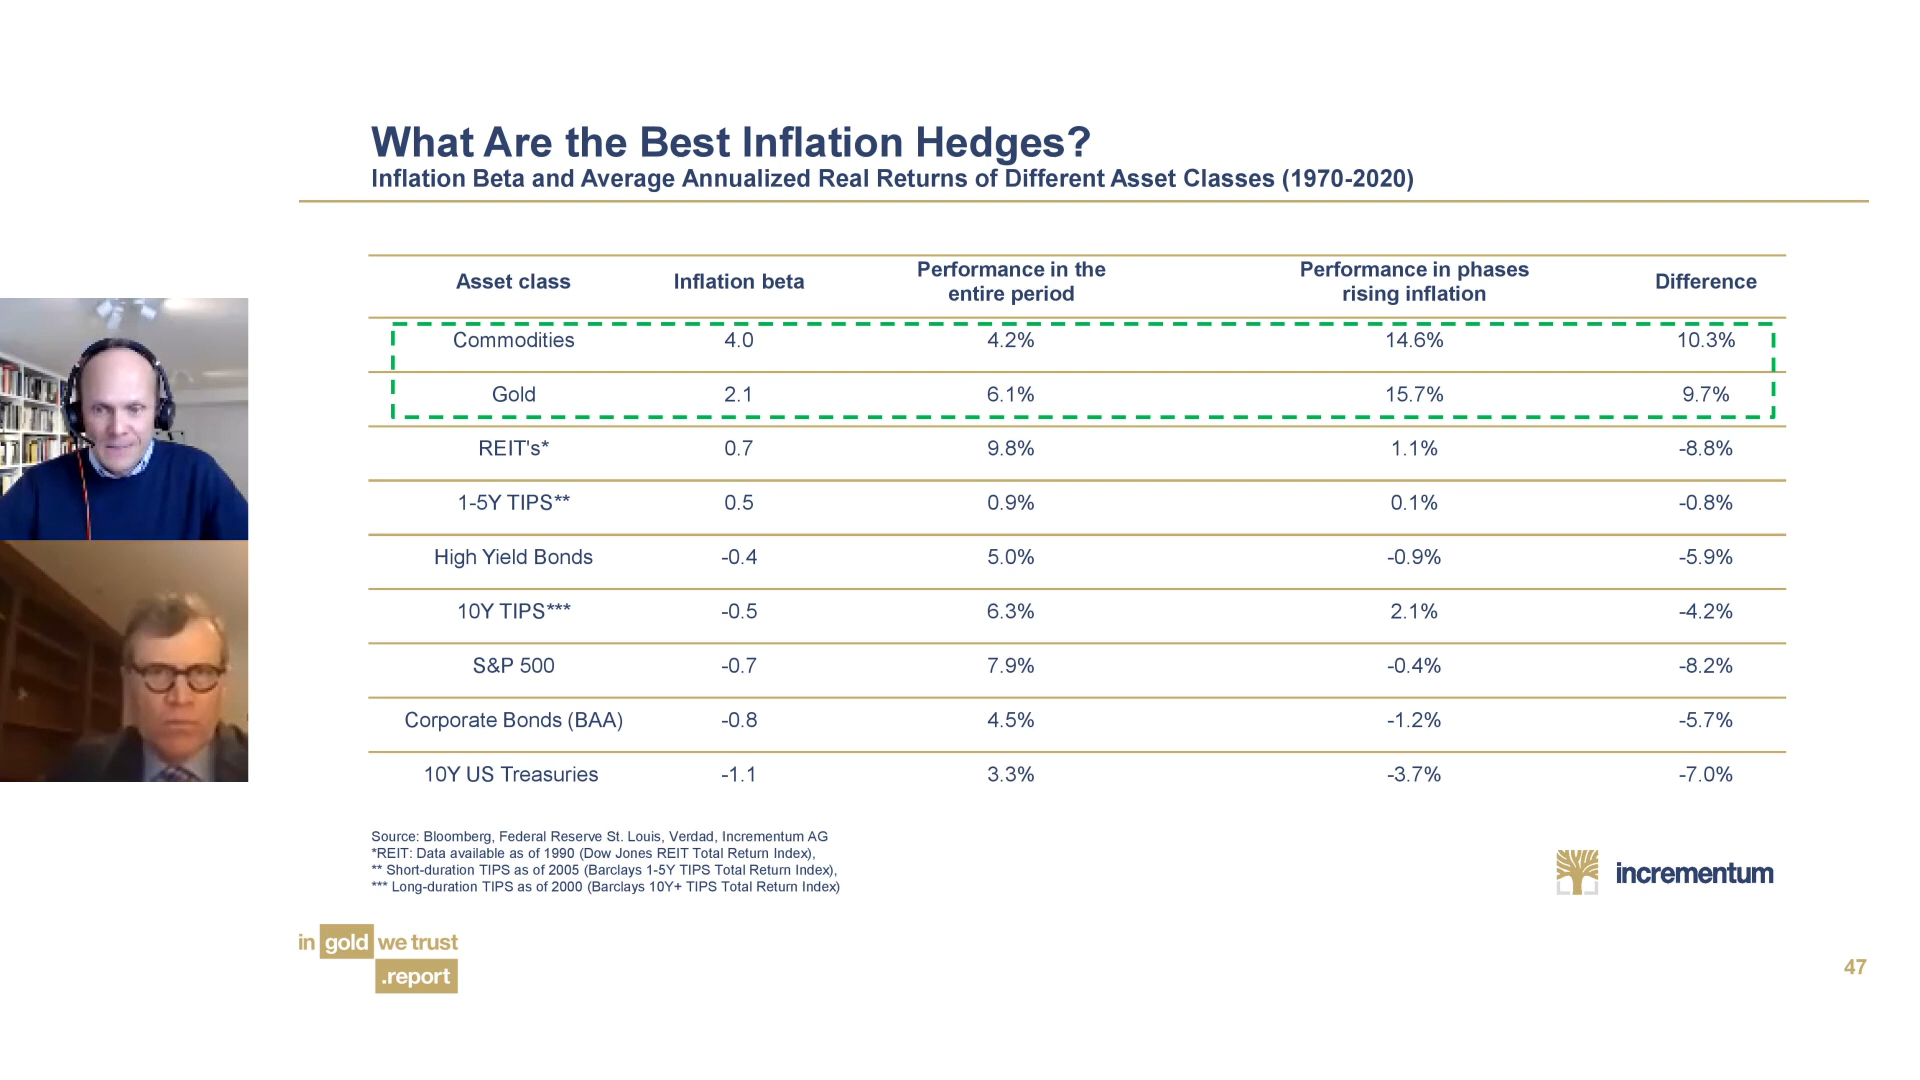 What Are the Best Inflation Hedges?
Inflation Beta and Average Annualized Real Returns of Different Asset Classes (1970-2020)
Asset class Inflation beta Performance in the entire period Performance in phases rising inflation Difference
Commodities 4.0 4.2% 14.6% 10.3%
Gold 2.1 6.1% 15.7% 9.7%
REIT's* 0.7 9.8% 1.1% -8.8%
1-5Y TIPS** 0.5 0.9% 0.1% -0.8%
High Yield Bonds -0.4 5.0% -0.9% -5.9%
10Y TIPS*** -0.5 6.3% 2.1% -4.2%
S&P 500 -0.7 7.9% -0.4% -8.2%
Corporate Bonds (BAA) -0.8 4.5% -1.2% -5.7%
10Y US Treasuries -1.1 3.3% -3.7% -7.0%
Source: Bloomberg, Federal Reserve St. Louis, Verdad, Incrementum AG
*REIT: Data available as of 1990 (Dow Jones REIT Total Return Index),
** Short-duration TIPS as of 2005 (Barclays 1-5Y TIPS Total Return Index),
*** Long-duration TIPS as of 2000 (Barclays 10Y+ TIPS Total Return Index)
incrementum
in gold we trust
.report
47